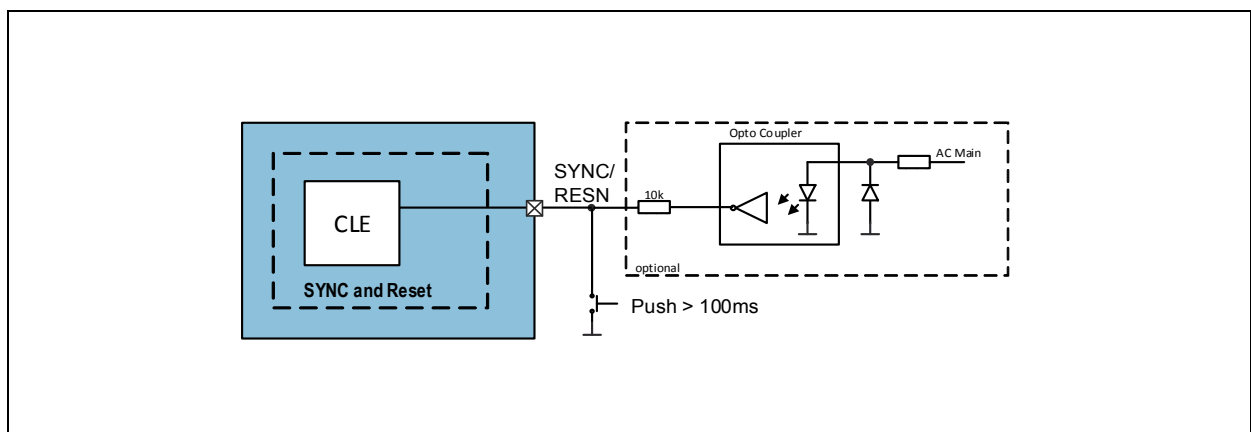 Opto Coupler
AC Main
SYNC/
RESN
10k
CLE
optional
SYNC and Reset
Push > 100ms